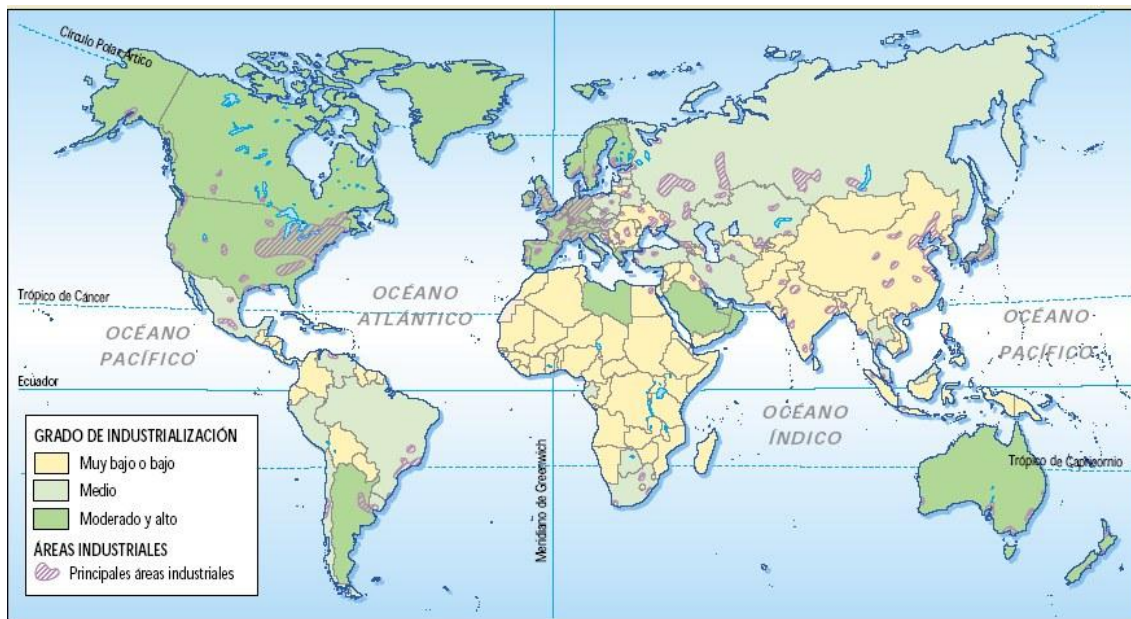 Círculo Polar Ártico
Trópico de Cáncer
OCÉANO
PACÍFICO
OCÉANO
ATLÁNTICO
OCÉANO
PACÍFICO
Ecuador
OCÉANO
ÍNDICO
Meridiano de Greenwich
Trópico de Capricornio
GRADO DE INDUSTRIALIZACIÓN
Muy bajo o bajo
Medio
Moderado y alto
ÁREAS INDUSTRIALES
Principales áreas industriales